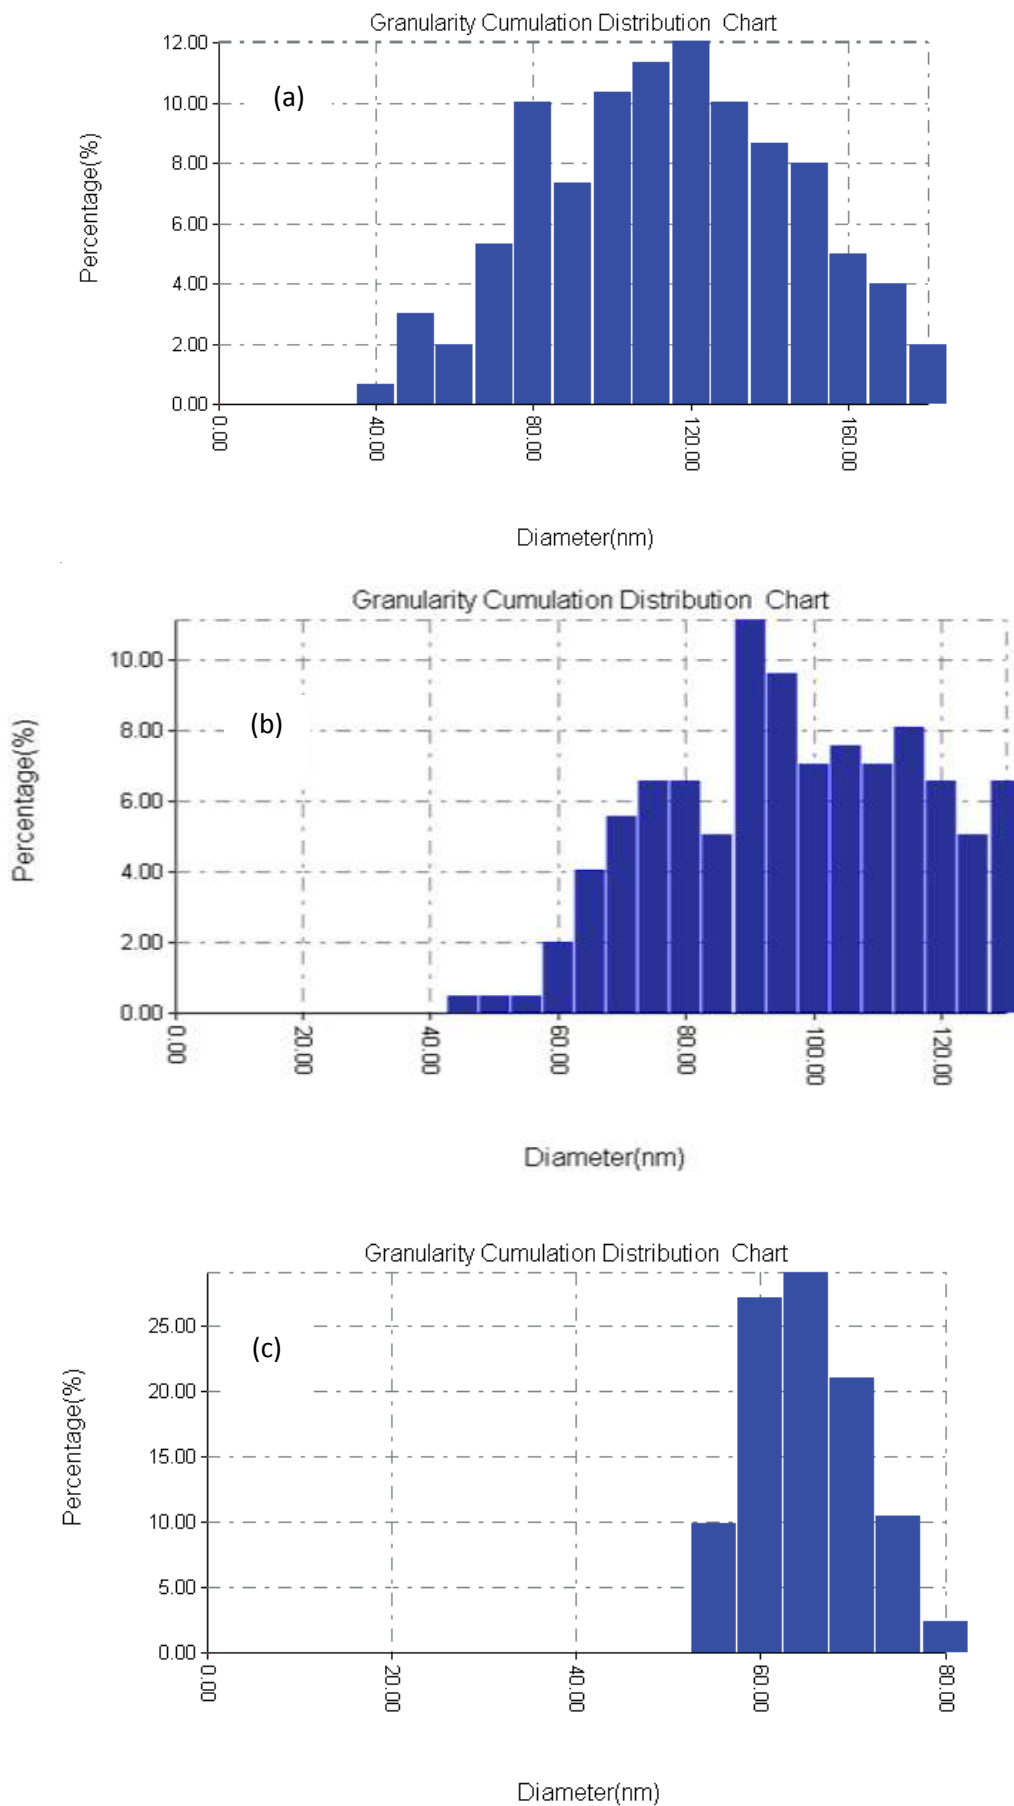 Granularity Cumulation Distribution  Chart
12.00
(a)
10.00
8.00
6.00
4.00
2.00
0.00
Percentage(%)
0.00 40.00 80.00 120.00 160.00
Diameter(nm)
Granularity Cumulation Distribution  Chart
10.00
(b)
8.00
6.00
4.00
2.00
0.00
Percentage(%)
0.00 20.00 40.00 60.00 80.00 100.00 120.00
Diameter(nm)
Granularity Cumulation Distribution  Chart
25.00
(c)
20.00
15.00
10.00
5.00
0.00
Percentage(%)
0.00 20.00 40.00 60.00 80.00
Diameter(nm)